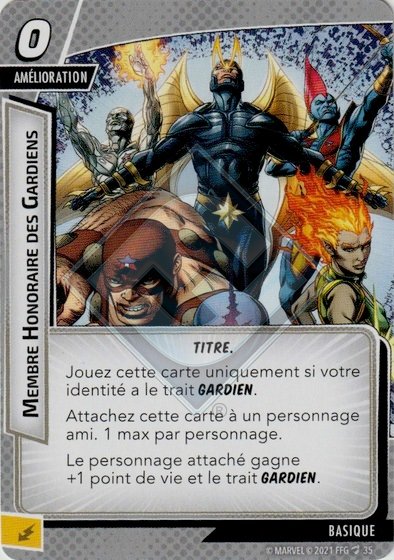 0
AMÉLIORATION
MEMBRE HONORAIRE DES GARDIENS
TITRE.
Jouez cette carte uniquement si votre
identité a le trait GARDIEN.
Attachez cette carte à un personnage
ami. 1 max par personnage.
Le personnage attaché gagne
+1 point de vie et le trait GARDIEN.
BASIQUE
© MARVEL © 2021 FFG 35